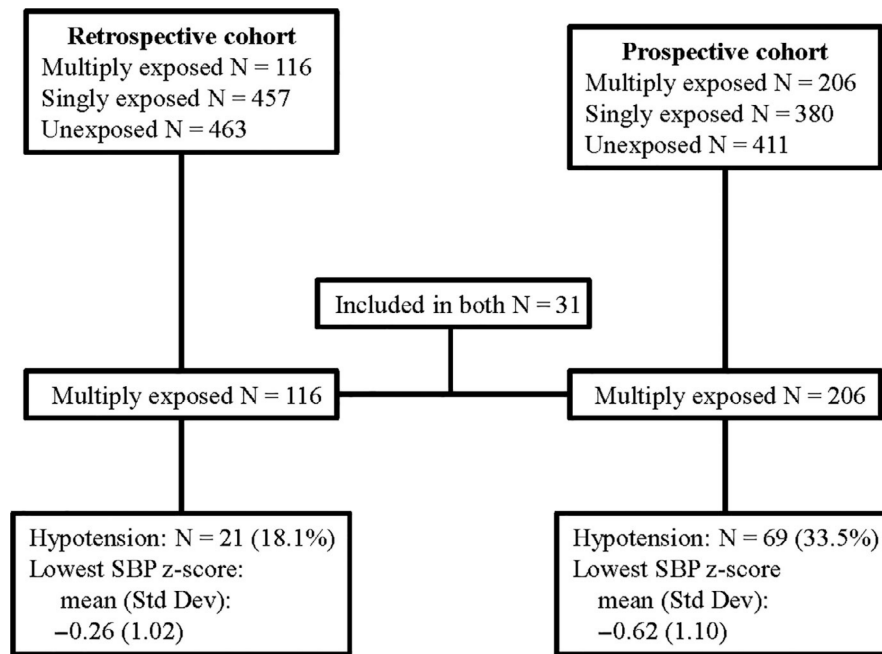 Retrospective cohort
Multiply exposed N = 116
Singly exposed N = 457
Unexposed N = 463
Prospective cohort
Multiply exposed N = 206
Singly exposed N = 380
Unexposed N = 411
Included in both N = 31
Multiply exposed N = 116
Multiply exposed N = 206
Hypotension: N = 21 (18.1%)
Lowest SBP z-score:
mean (Std Dev):
−0.26 (1.02)
Hypotension: N = 69 (33.5%)
Lowest SBP z-score
mean (Std Dev):
−0.62 (1.10)